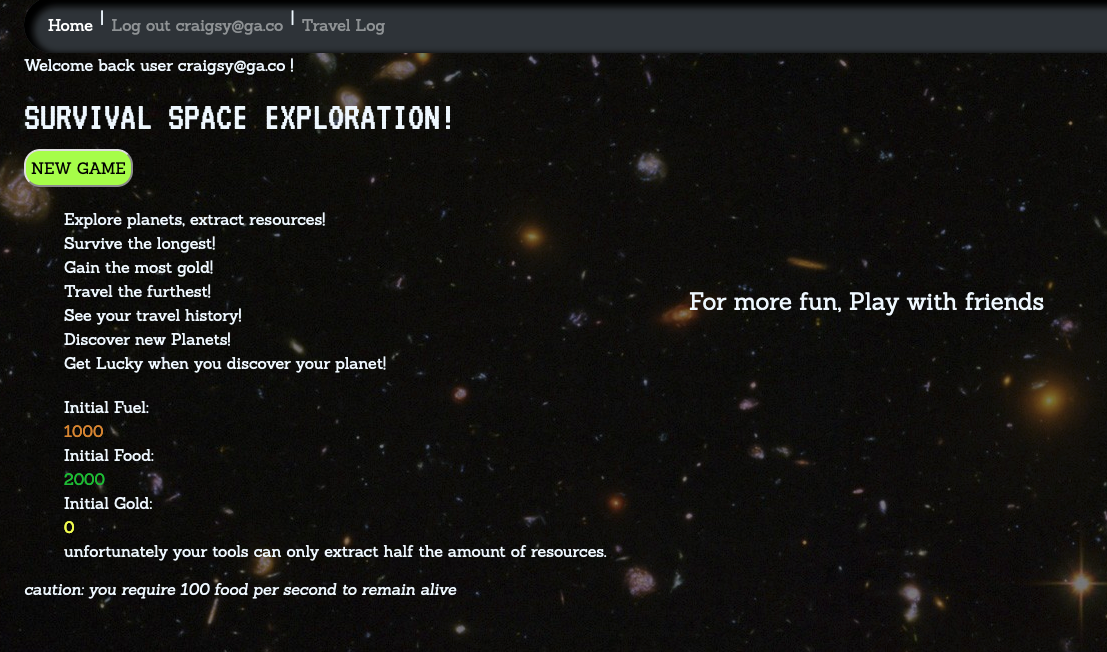 Home | Log out craigsy@ga.co | Travel Log
Welcome back user craigsy@ga.co !
SURVIVAL SPACE EXPLORATION!
NEW GAME
Explore planets, extract resources!
Survive the longest!
Gain the most gold!
Travel the furthest!
See your travel history!
Discover new Planets!
Get Lucky when you discover your planet!
For more fun, Play with friends
Initial Fuel:
1000
Initial Food:
2000
Initial Gold:
0
unfortunately your tools can only extract half the amount of resources.
caution: you require 100 food per second to remain alive